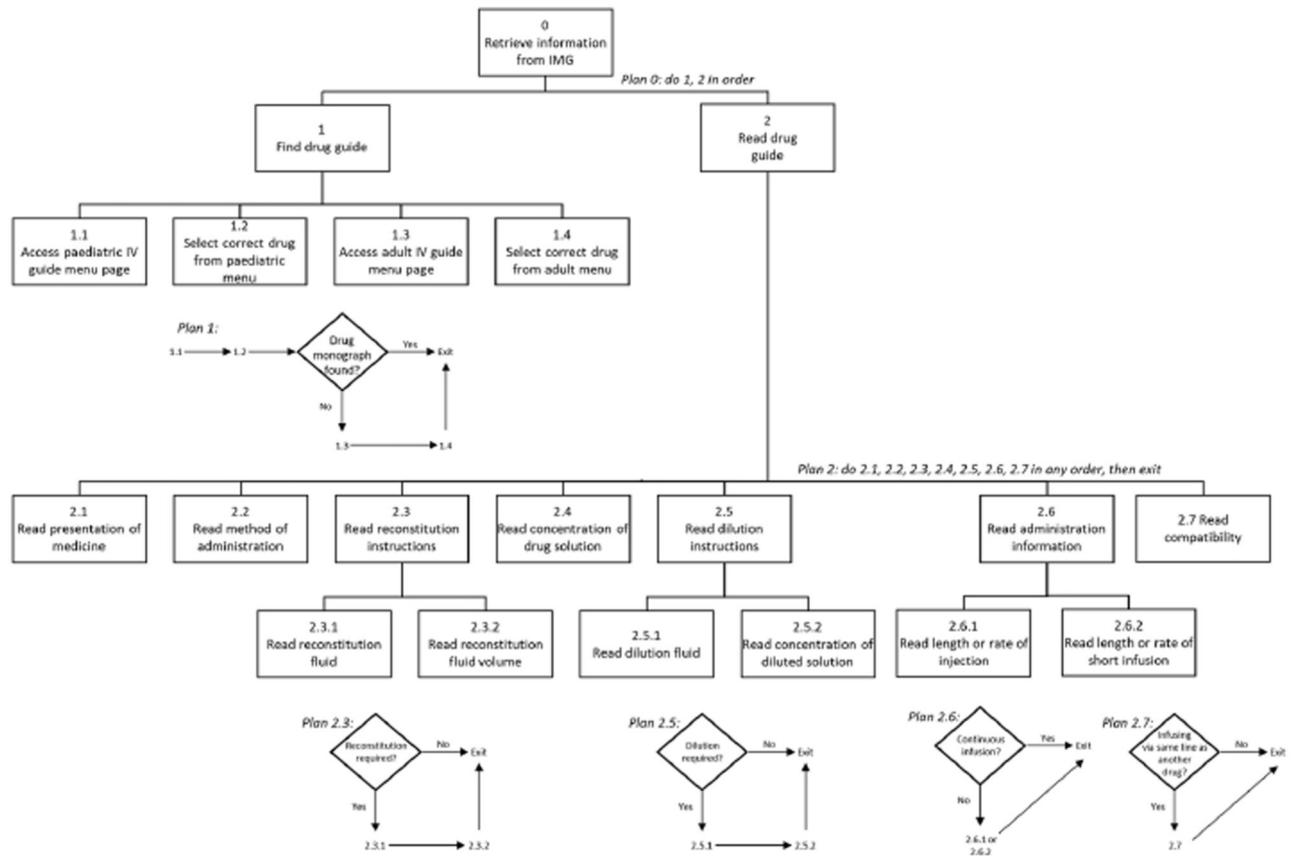 0
Retrieve information
from IMG
Plan 0: do 1, 2 in order
1
Find drug guide
2
Read drug
guide
1.1
Access paediatric IV
guide menu page
1.2
Select correct drug
from paediatric
menu
1.3
Access adult IV guide
menu page
1.4
Select correct drug
from adult menu
Plan 1:
1.1
1.2
Drug
monograph
found?
Yes
Exit
No
1.3
1.4
Plan 2: do 2.1, 2.2, 2.3, 2.4, 2.5, 2.6, 2.7 in any order, then exit
2.1
Read presentation of
medicine
2.2
Read method of
administration
2.3
Read reconstitution
instructions
2.4
Read concentration of
drug solution
2.5
Read dilution
instructions
2.6
Read administration
information
2.7 Read
compatibility
2.3.1
Read reconstitution
fluid
2.3.2
Read reconstitution
fluid volume
2.5.1
Read dilution fluid
2.5.2
Read concentration of
diluted solution
2.6.1
Read length or rate of
injection
2.6.2
Read length or rate of
short infusion
Plan 2.3:
Reconstitution
required?
No
Exit
Yes
2.3.1
2.3.2
Plan 2.5:
Dilution
required?
No
Exit
Yes
2.5.1
2.5.2
Plan 2.6:
Continuous
infusion?
Yes
Exit
No
2.6.1 or
2.6.2
Plan 2.7:
Infusing
via same line as
another
drug?
No
Exit
Yes
2.7